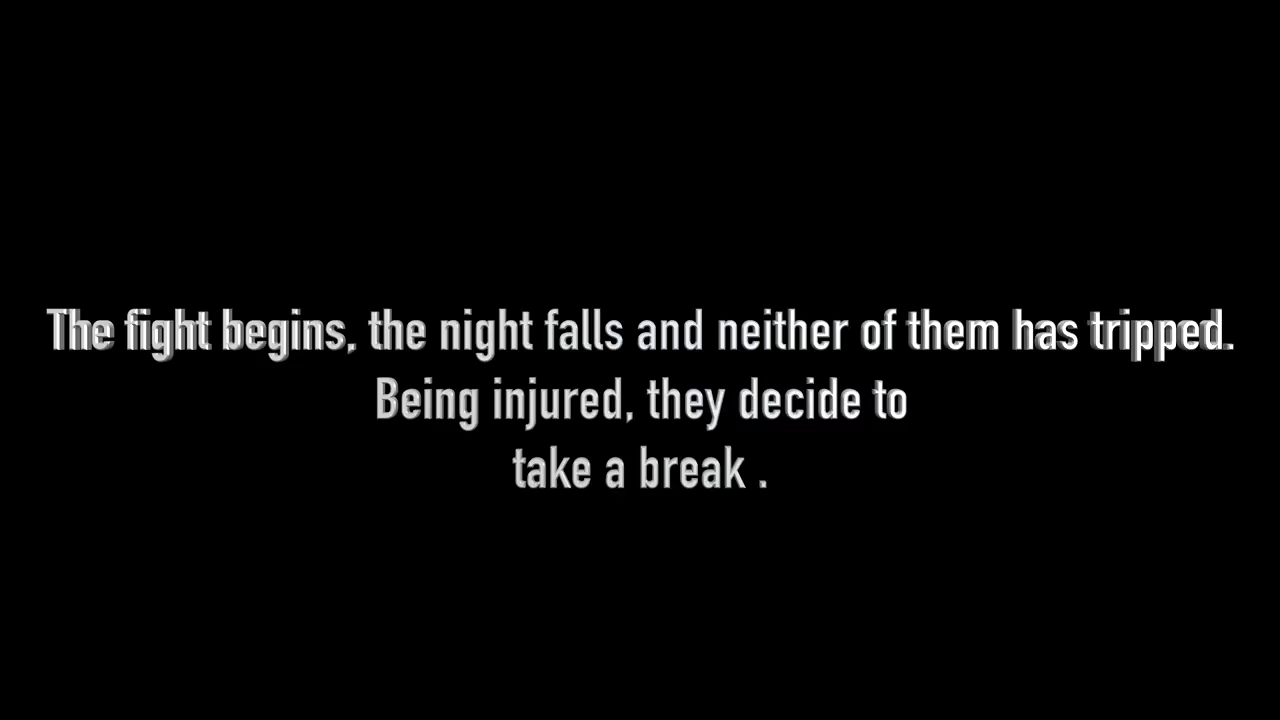 The fight begins, the night falls and neither of them has tripped.
Being injured, they decide to
take a break .